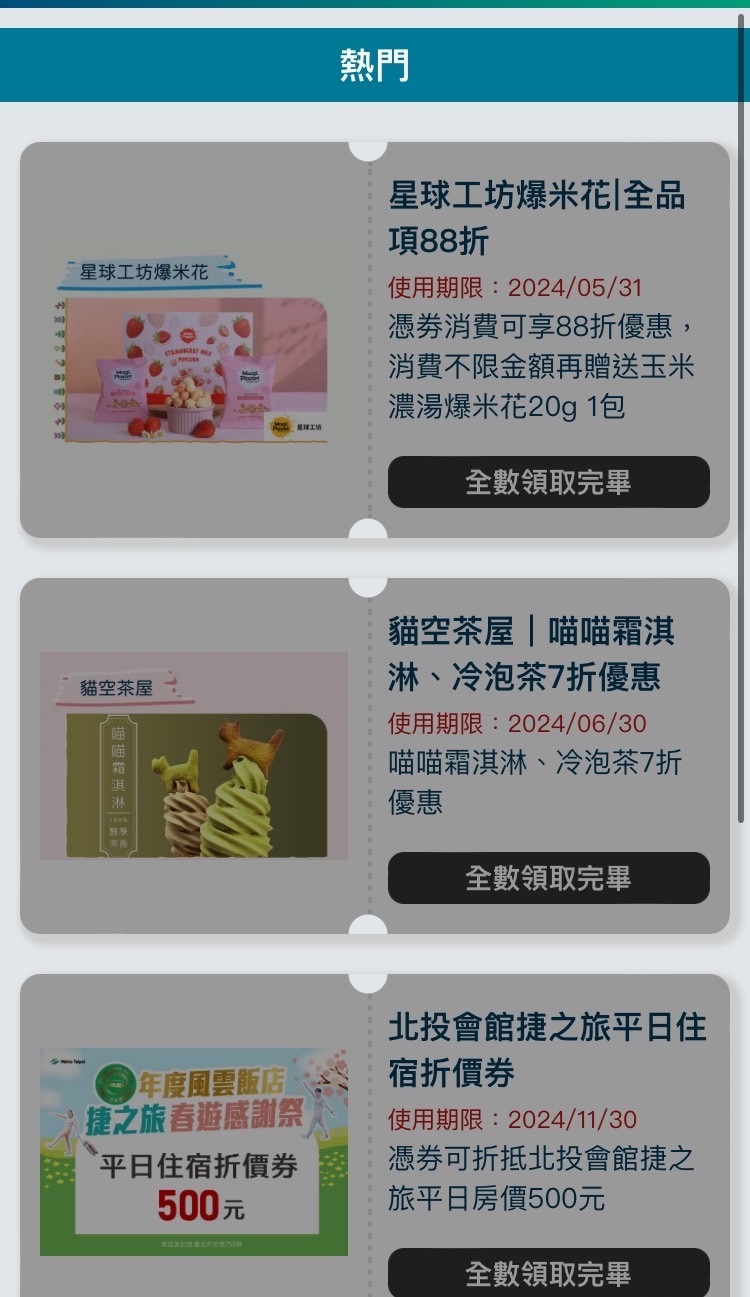 熱門
星球工坊爆米花
STRAWBERRY MILK
POPCORN
Magi
Planet
Magi
Planet
Magi
Planet
星球工坊
星球工坊爆米花|全品
項88折
使用期限：2024/05/31
憑券消費可享88折優惠，
消費不限金額再贈送玉米
濃湯爆米花20g 1包
全數領取完畢
貓空茶屋
喵喵霜淇淋
100%
貓空茶屋｜喵喵霜淇
淋、冷泡茶7折優惠
使用期限：2024/06/30
喵喵霜淇淋、冷泡茶7折
優惠
全數領取完畢
Metro Taipei
年度風雲飯店
捷之旅 春遊感謝祭
平日住宿折價券
500元
北投會館捷之旅平日住
宿折價券
使用期限：2024/11/30
憑券可折抵北投會館捷之
旅平日房價500元
全數領取完畢